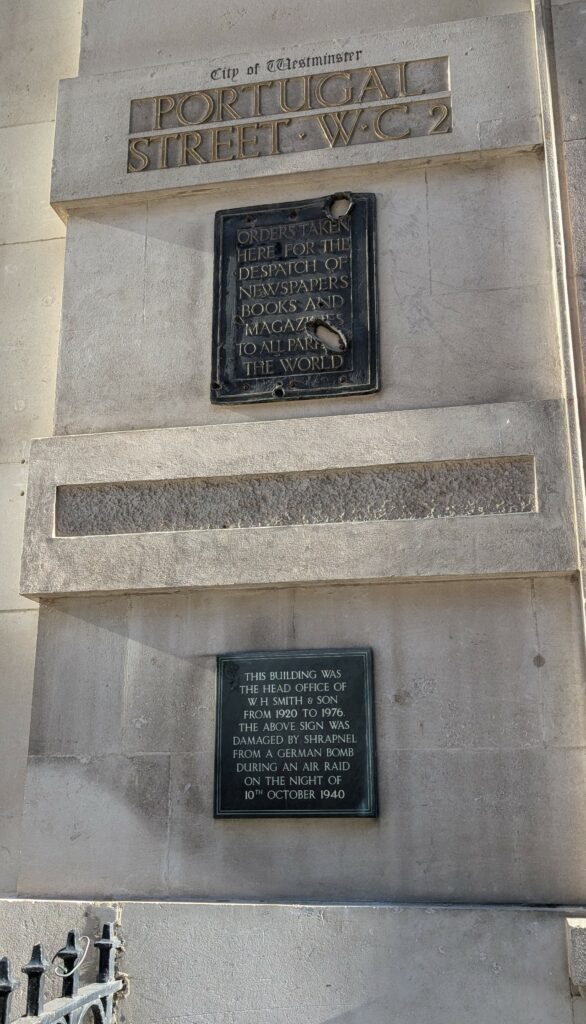 City of Westminster
PORTUGAL
STREET · W · C 2
ORDERS TAKEN
HERE FOR THE
DESPATCH OF
NEWSPAPERS
BOOKS AND
MAGAZINES
TO ALL PARTS
THE WORLD
THIS BUILDING WAS
THE HEAD OFFICE OF
W H SMITH & SON
FROM 1920 TO 1976.
THE ABOVE SIGN WAS
DAMAGED BY SHRAPNEL
FROM A GERMAN BOMB
DURING AN AIR RAID
ON THE NIGHT OF
10TH OCTOBER 1940